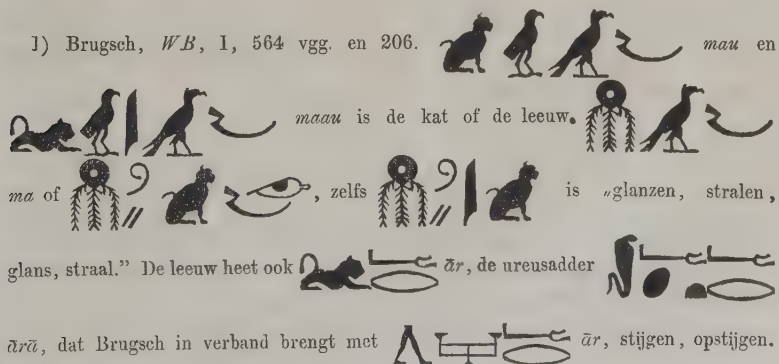 1) Brugsch, WB, I, 564 vgg. en 206. mau en
maau is de kat of de leeuw.
ma of , zelfs is „glanzen, stralen,
glans, straal.” De leeuw heet ook ār, de ureusadder
ārā, dat Brugsch in verband brengt met ār, stijgen, opstijgen.